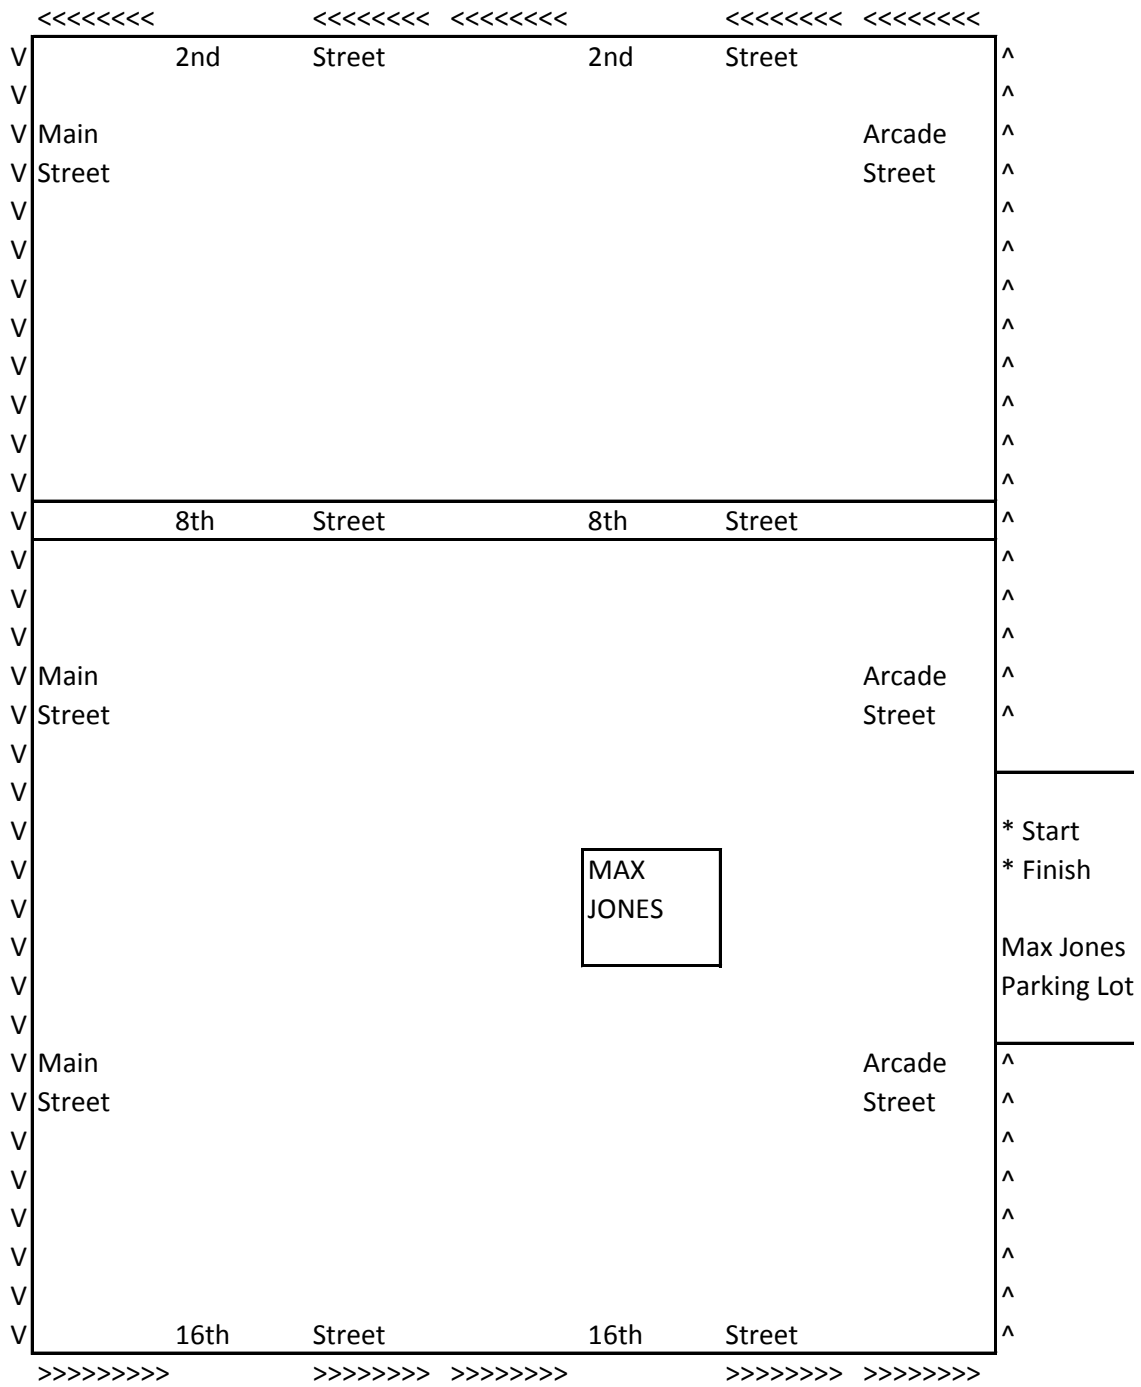 <<<<<<<< <<<<<<<< <<<<<<<< <<<<<<<< <<<<<<<<
V 2nd Street 2nd Street ^
V ^
V Main Arcade ^
V Street Street ^
V ^
V ^
V ^
V ^
V ^
V ^
V ^
V ^
V 8th Street 8th Street ^
V ^
V ^
V ^
V Main Arcade ^
V Street Street ^
V
V
V * Start
V MAX * Finish
V JONES
V Max Jones
V Parking Lot
V
V Main Arcade ^
V Street Street ^
V ^
V ^
V ^
V ^
V ^
V 16th Street 16th Street ^
>>>>>>>>> >>>>>>>> >>>>>>>> >>>>>>>> >>>>>>>>